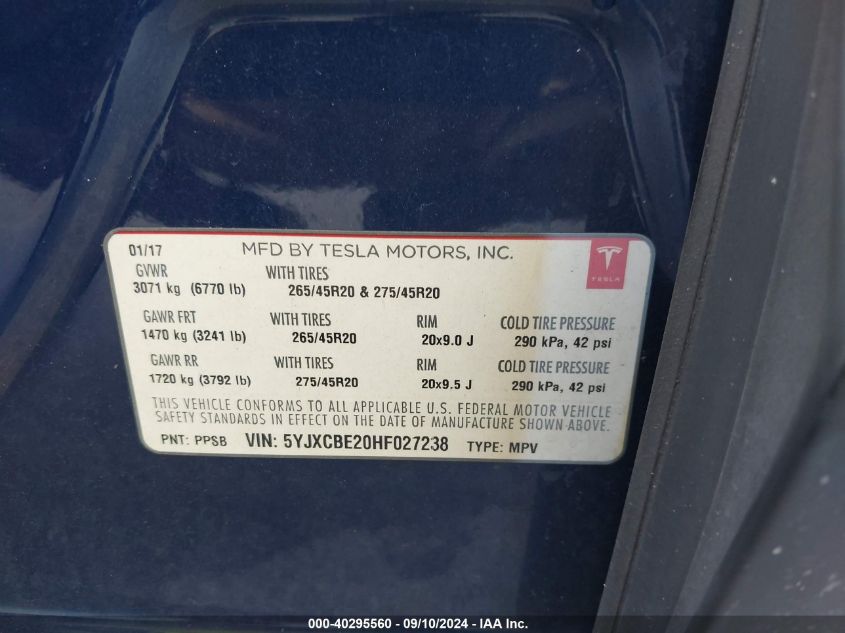 01/17 MFD BY TESLA MOTORS, INC.
TESLA
GVWR WITH TIRES
3071 kg (6770 lb) 265/45R20 & 275/45R20
GAWR FRT WITH TIRES RIM COLD TIRE PRESSURE
1470 kg (3241 lb) 265/45R20 20x9.0 J 290 kPa, 42 psi
GAWR RR WITH TIRES RIM COLD TIRE PRESSURE
1720 kg (3792 lb) 275/45R20 20x9.5 J 290 kPa, 42 psi
THIS VEHICLE CONFORMS TO ALL APPLICABLE U.S. FEDERAL MOTOR VEHICLE
SAFETY STANDARDS IN EFFECT ON THE DATE OF MANUFACTURE SHOWN ABOVE.
PNT: PPSB VIN: 5YJXCBE20HF027238 TYPE: MPV
000-40295560 - 09/10/2024 - IAA Inc.